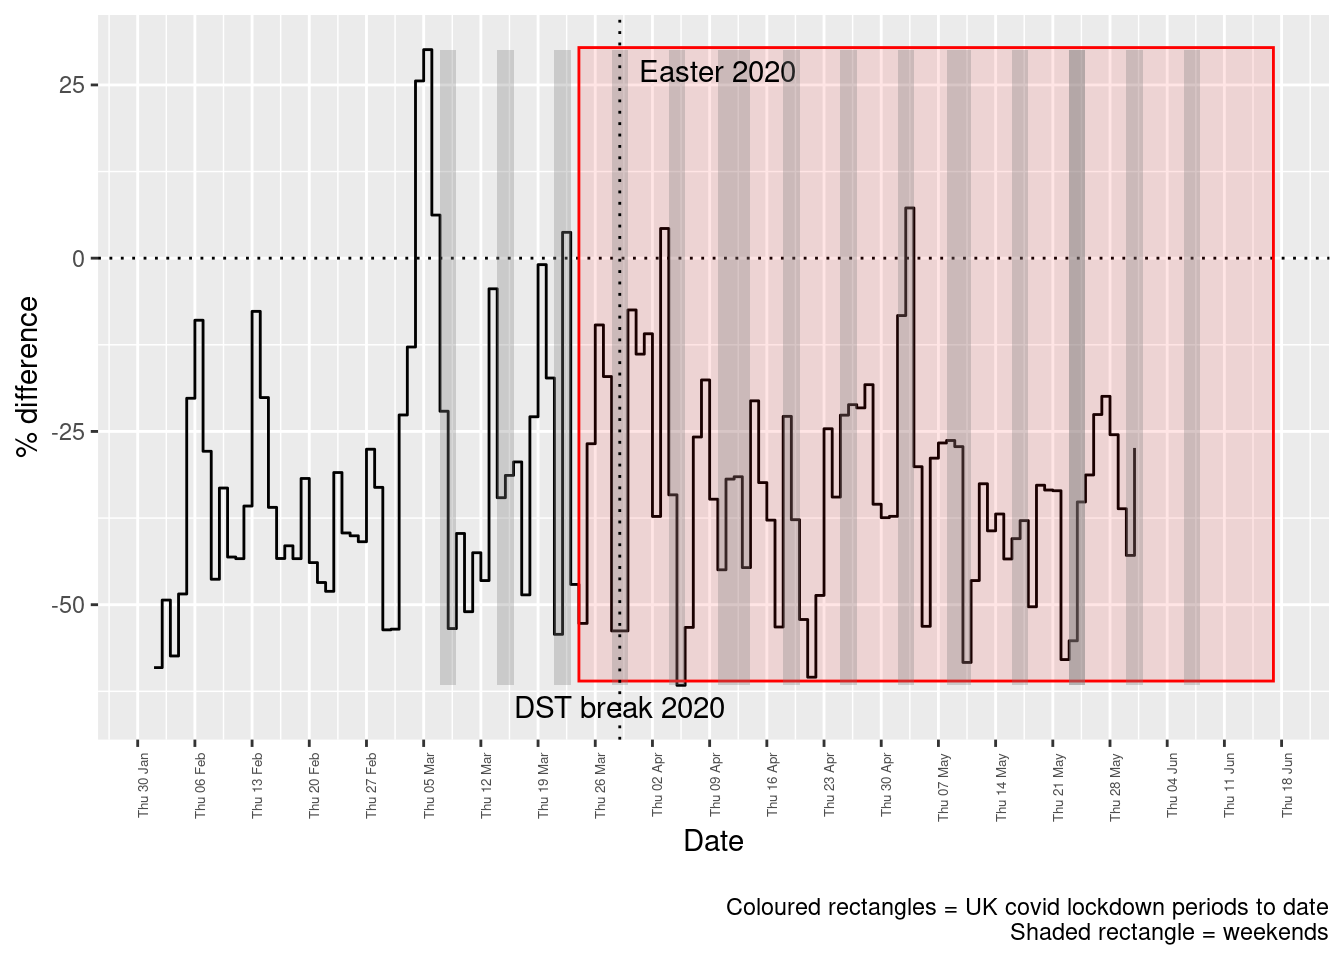 Easter 2020
25
0
-25
-50
% difference
DST break 2020
Thu 30 Jan
Thu 06 Feb
Thu 13 Feb
Thu 20 Feb
Thu 27 Feb
Thu 05 Mar
Thu 12 Mar
Thu 19 Mar
Thu 26 Mar
Thu 02 Apr
Thu 09 Apr
Thu 16 Apr
Thu 23 Apr
Thu 30 Apr
Thu 07 May
Thu 14 May
Thu 21 May
Thu 28 May
Thu 04 Jun
Thu 11 Jun
Thu 18 Jun
Date
Coloured rectangles = UK covid lockdown periods to date
Shaded rectangle = weekends